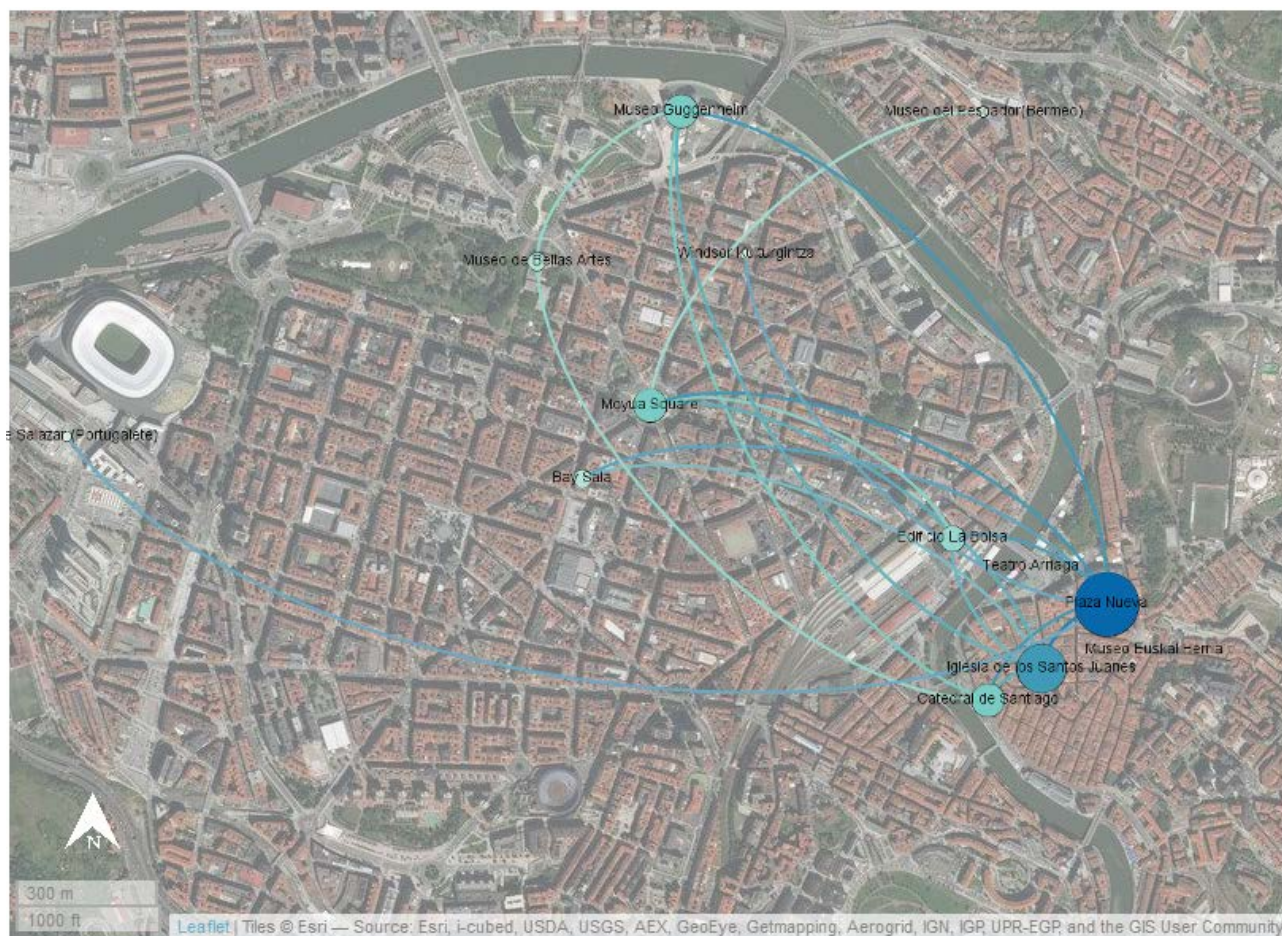 Museo Guggenheim
Museo del Pescador(Bermeo)
Windsor Kulturgintza
Museo de Bellas Artes
Moyua Square
e Salazar(Portugalete)
Bay Sala
Edificio La Bolsa
Teatro Arriaga
Plaza Nueva
Museo Euskal Herria
Iglesia de los Santos Juanes
Catedral de Santiago
N
300 m
1000 ft
Leaflet | Tiles © Esri — Source: Esri, i-cubed, USDA, USGS, AEX, GeoEye, Getmapping, Aerogrid, IGN, IGP, UPR-EGP, and the GIS User Community